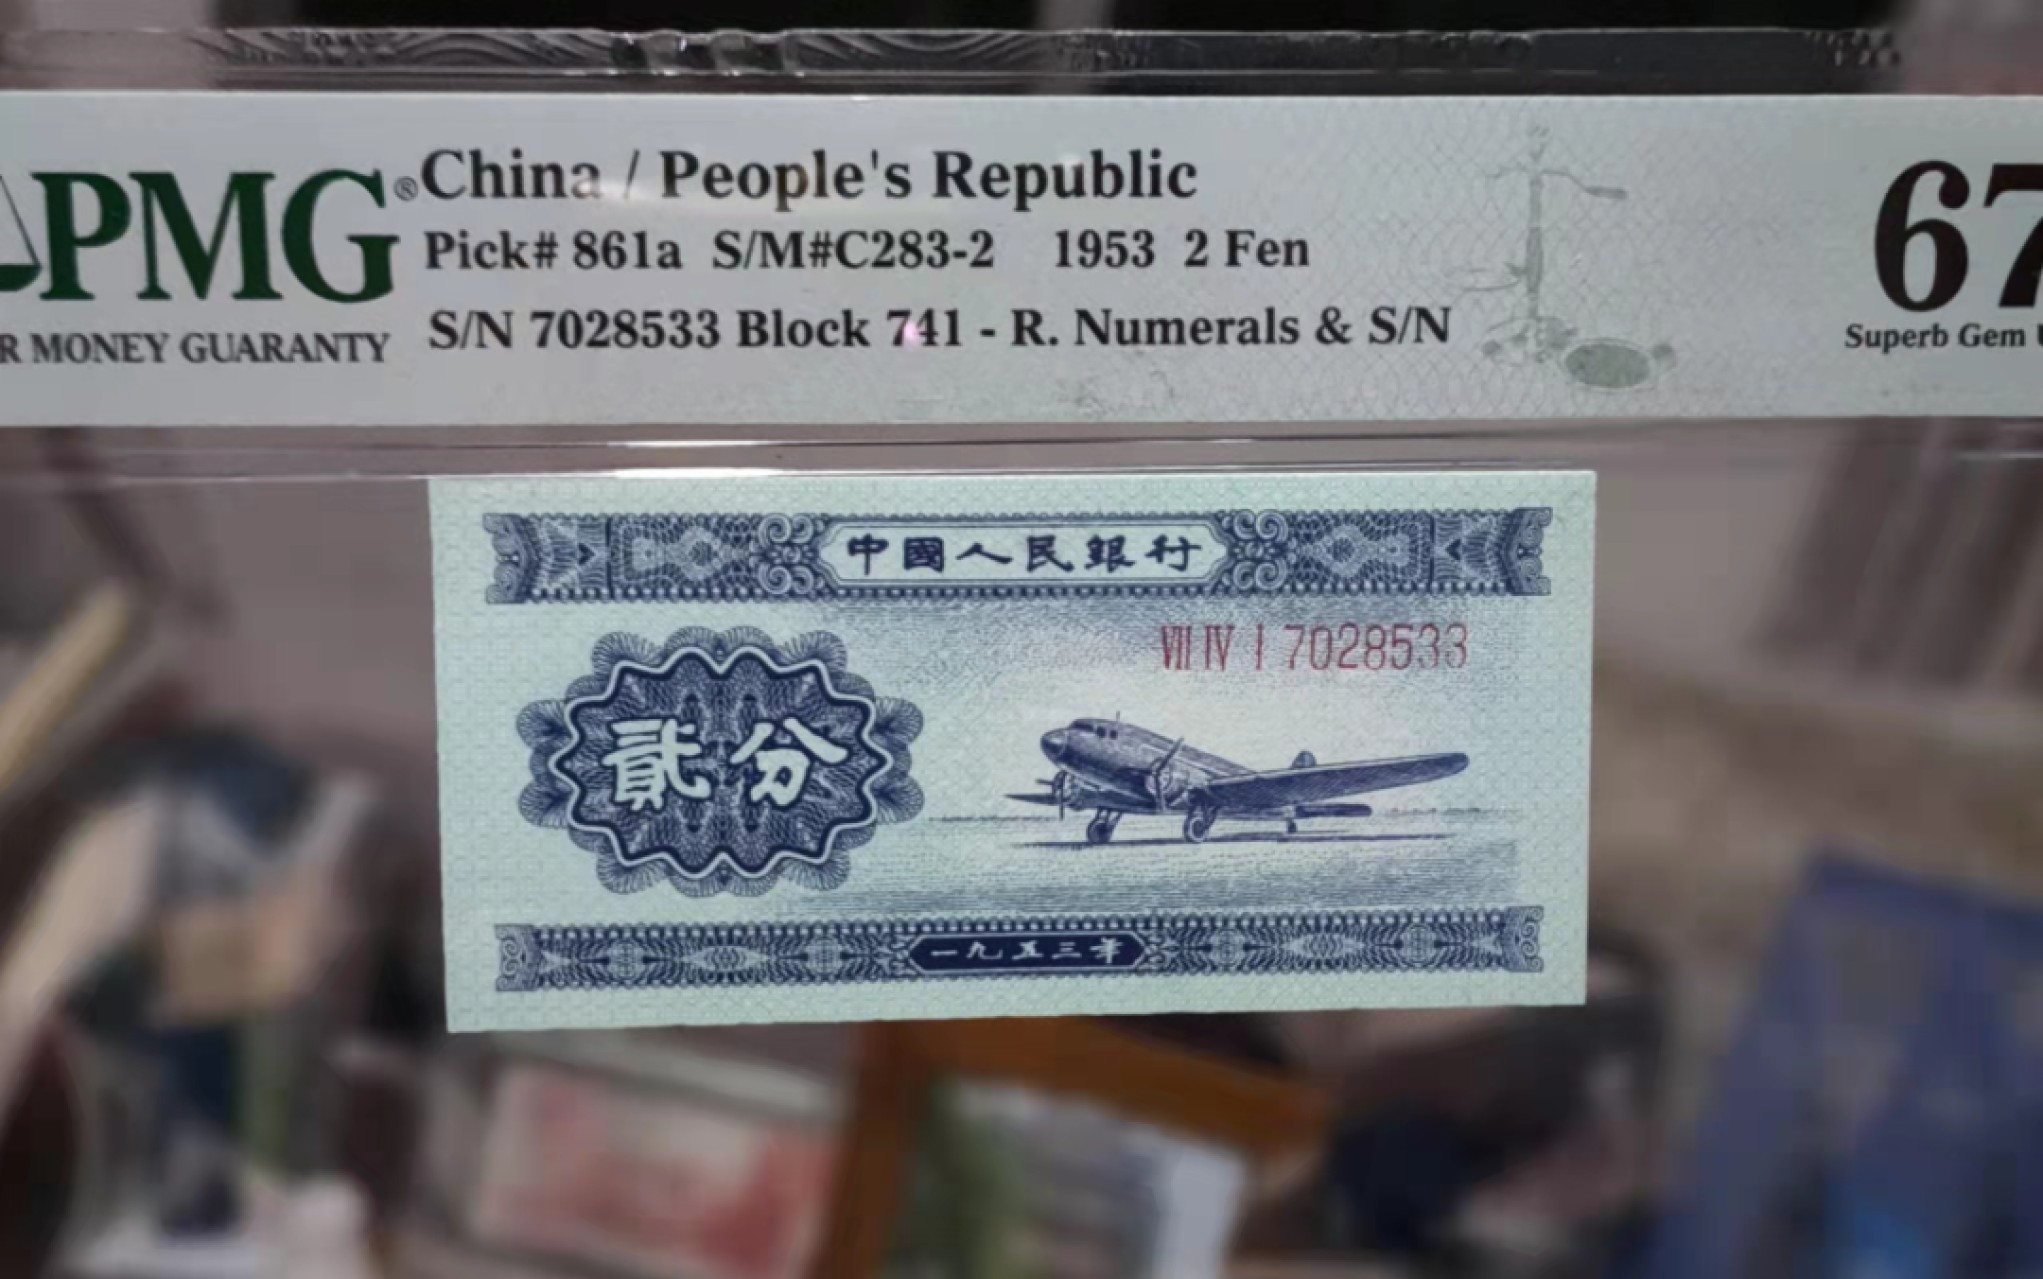 PMG® China / People's Republic 67
Pick# 861a S/M#C283-2 1953 2 Fen
R MONEY GUARANTY S/N 7028533 Block 741 - R. Numerals & S/N Superb Gem
中國人民銀行
VII IV I 7028533
貳分
一九五三年